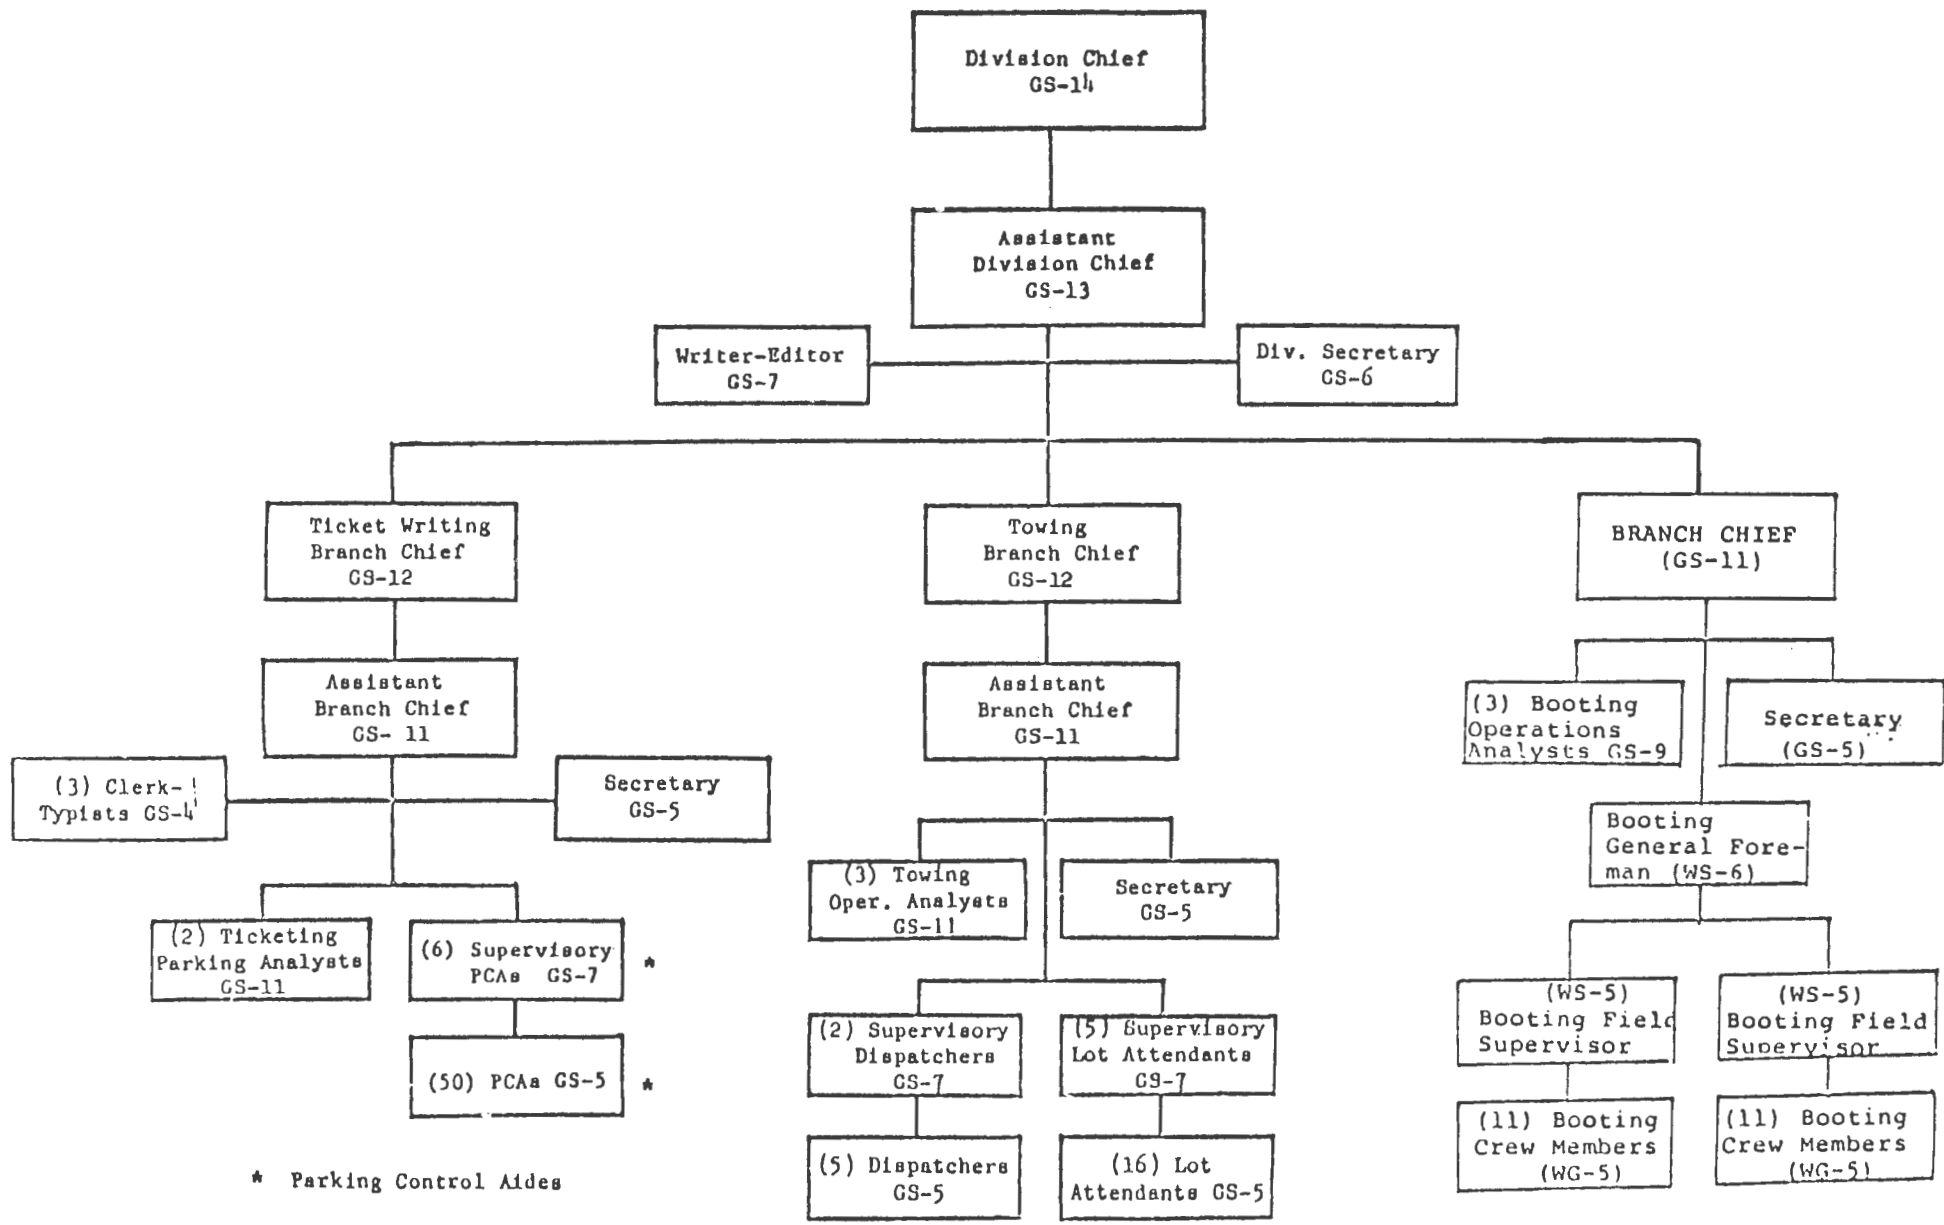 Division Chief
GS-14
Assistant
Division Chief
GS-13
Writer-Editor
GS-7
Div. Secretary
GS-6
Ticket Writing
Branch Chief
GS-12
Towing
Branch Chief
GS-12
BRANCH CHIEF
(GS-11)
Assistant
Branch Chief
GS- 11
Assistant
Branch Chief
GS-11
(3) Booting
Operations
Analysts GS-9
Secretary
(GS-5)
(3) Clerk-
Typists GS-4
Secretary
GS-5
Booting
General Fore-
man (WS-6)
(3) Towing
Oper. Analysts
GS-11
Secretary
GS-5
(2) Ticketing
Parking Analysts
GS-11
(6) Supervisory
PCAs GS-7 *
(50) PCAs GS-5 *
(2) Supervisory
Dispatchers
GS-7
(5) Supervisory
Lot Attendants
GS-7
(WS-5)
Booting Field
Supervisor
(WS-5)
Booting Field
Supervisor
(5) Dispatchers
GS-5
(16) Lot
Attendants GS-5
(11) Booting
Crew Members
(WG-5)
(11) Booting
Crew Members
(WG-5)
* Parking Control Aides